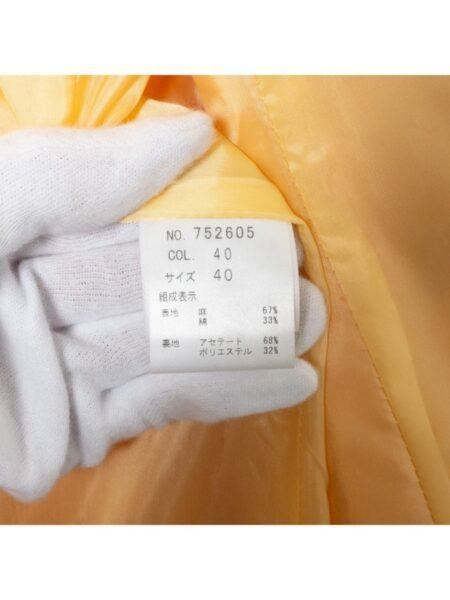 NO. 752605
COL. 40
サイズ 40
組成表示
表地 麻 67%
綿 33%
裏地 アセテート 68%
ポリエステル 32%